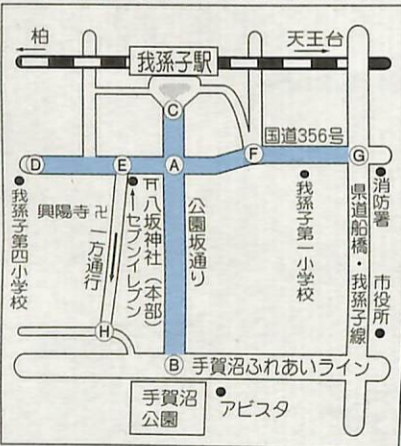 柏
天王台
我孫子駅
C
国道356号
D
E
A
F
G
我孫子第四小学校
興陽寺
卍
一方通行
セブンイレブン
八坂神社(本部)
公園坂通り
我孫子第一小学校
県道船橋・我孫子線
消防署
市役所
H
B
手賀沼ふれあいライン
手賀沼
公園
アビスタ